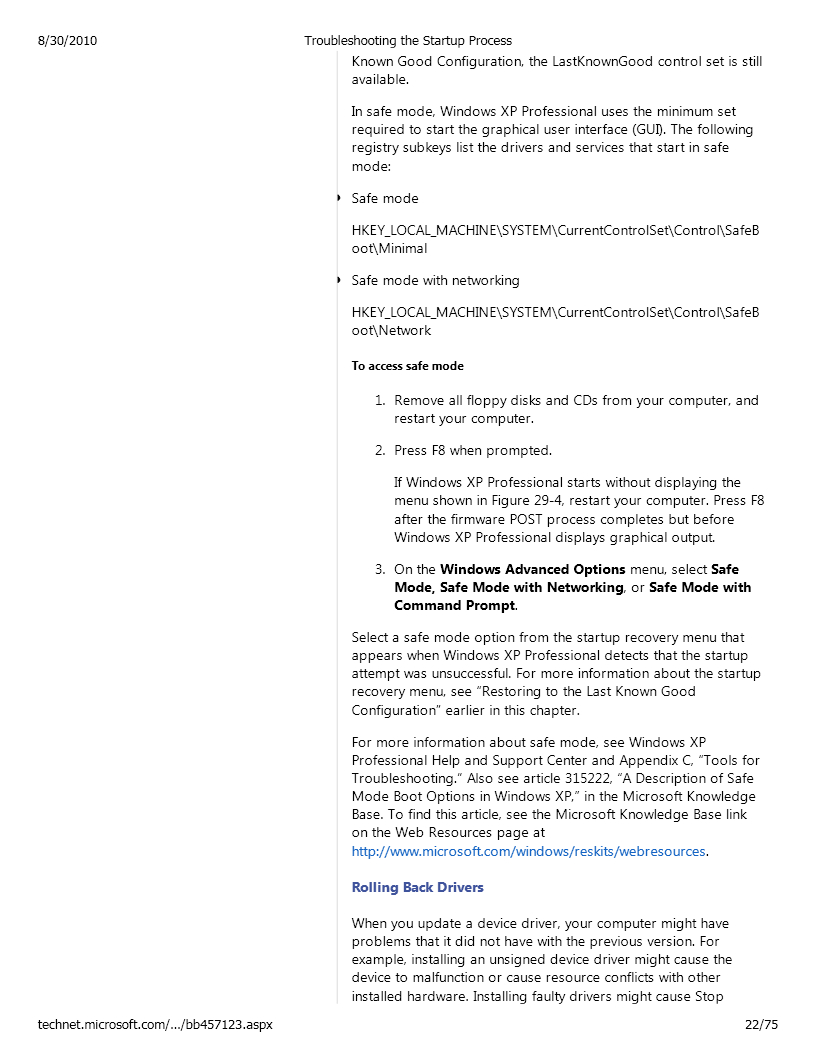 8/30/2010 Troubleshooting the Startup Process
Known Good Configuration, the LastKnownGood control set is still
available.
In safe mode, Windows XP Professional uses the minimum set
required to start the graphical user interface (GUI). The following
registry subkeys list the drivers and services that start in safe
mode:
Safe mode
HKEY_LOCAL_MACHINE\SYSTEM\CurrentControlSet\Control\SafeB
oot\Minimal
Safe mode with networking
HKEY_LOCAL_MACHINE\SYSTEM\CurrentControlSet\Control\SafeB
oot\Network
To access safe mode
1. Remove all floppy disks and CDs from your computer, and
restart your computer.
2. Press F8 when prompted.
If Windows XP Professional starts without displaying the
menu shown in Figure 29-4, restart your computer. Press F8
after the firmware POST process completes but before
Windows XP Professional displays graphical output.
3. On the Windows Advanced Options menu, select Safe
Mode, Safe Mode with Networking, or Safe Mode with
Command Prompt.
Select a safe mode option from the startup recovery menu that
appears when Windows XP Professional detects that the startup
attempt was unsuccessful. For more information about the startup
recovery menu, see “Restoring to the Last Known Good
Configuration” earlier in this chapter.
For more information about safe mode, see Windows XP
Professional Help and Support Center and Appendix C, “Tools for
Troubleshooting.” Also see article 315222, “A Description of Safe
Mode Boot Options in Windows XP,” in the Microsoft Knowledge
Base. To find this article, see the Microsoft Knowledge Base link
on the Web Resources page at
http://www.microsoft.com/windows/reskits/webresources.
Rolling Back Drivers
When you update a device driver, your computer might have
problems that it did not have with the previous version. For
example, installing an unsigned device driver might cause the
device to malfunction or cause resource conflicts with other
installed hardware. Installing faulty drivers might cause Stop
technet.microsoft.com/.../bb457123.aspx 22/75